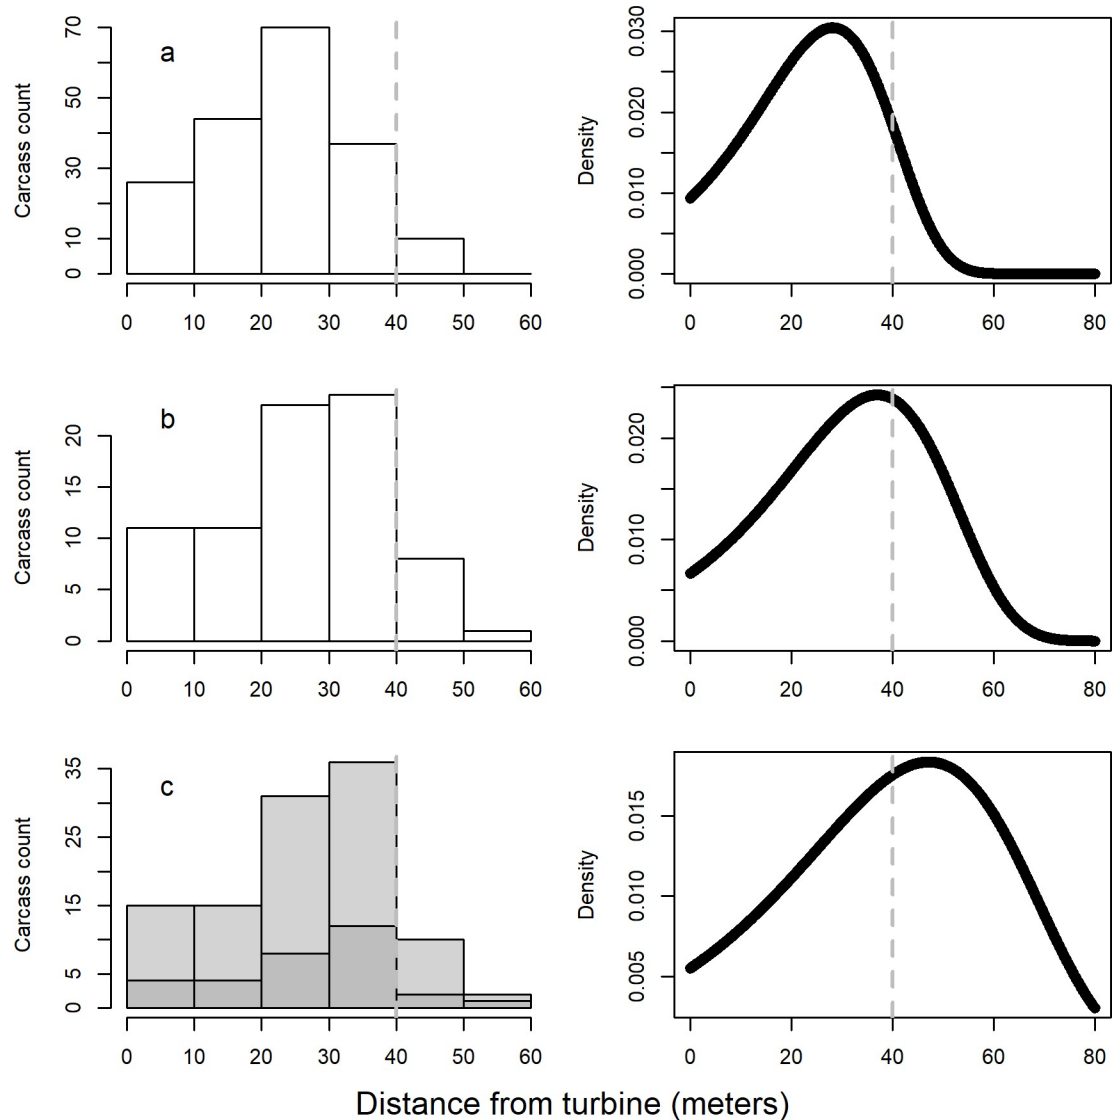 a
Carcass count
0 10 30 50 70
0 10 20 30 40 50 60
Density
0.000 0.010 0.020 0.030
0 20 40 60 80
b
Carcass count
0 5 10 15 20
0 10 20 30 40 50 60
Density
0.000 0.010 0.020
0 20 40 60 80
c
Carcass count
0 5 15 25 35
0 10 20 30 40 50 60
Density
0.005 0.010 0.015
0 20 40 60 80
Distance from turbine (meters)